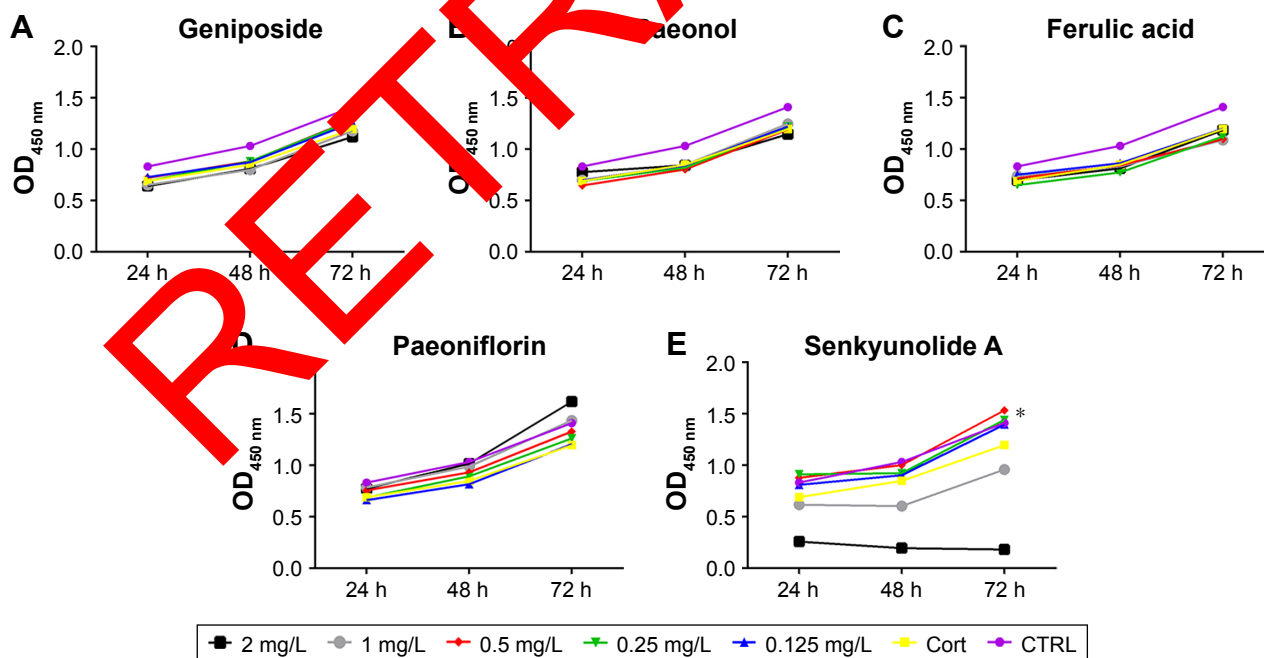 A Geniposide
2.0
1.5
1.0
0.5
0.0
OD450 nm
24 h 48 h 72 h
Paeonol
1.5
1.0
0.5
0.0
OD450 nm
24 h 48 h 72 h
C Ferulic acid
2.0
1.5
1.0
0.5
0.0
OD450 nm
24 h 48 h 72 h
RETR
D Paeoniflorin
1.5
1.0
0.5
0.0
OD450 nm
24 h 48 h 72 h
E Senkyunolide A
2.0
1.5
1.0
0.5
0.0
OD450 nm
*
24 h 48 h 72 h
2 mg/L 1 mg/L 0.5 mg/L 0.25 mg/L 0.125 mg/L Cort CTRL